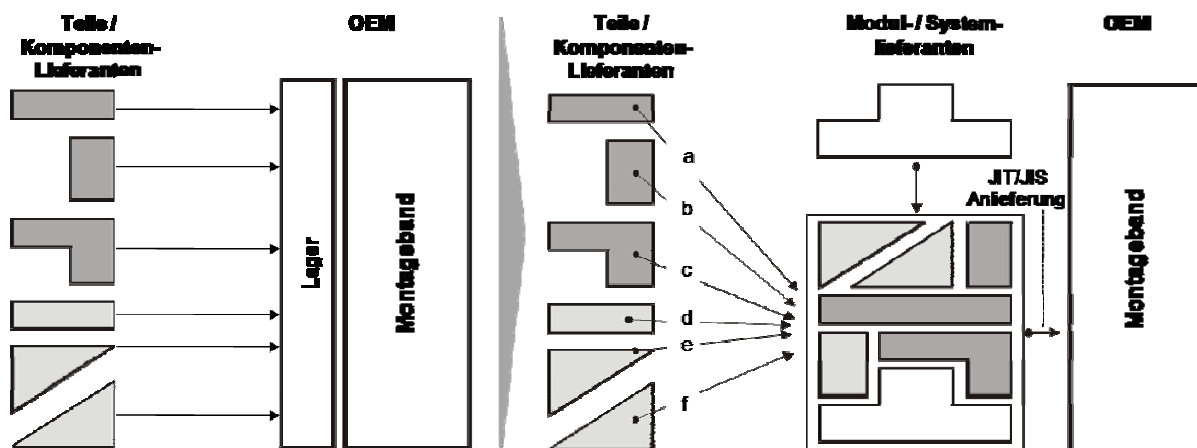 Teile /
Komponenten-
Lieferanten
OEM
Lager
Montageband
Teile /
Komponenten-
Lieferanten
a
b
c
d
e
f
Modul- / System-
lieferanten
JIT/JIS
Anlieferung
OEM
Montageband